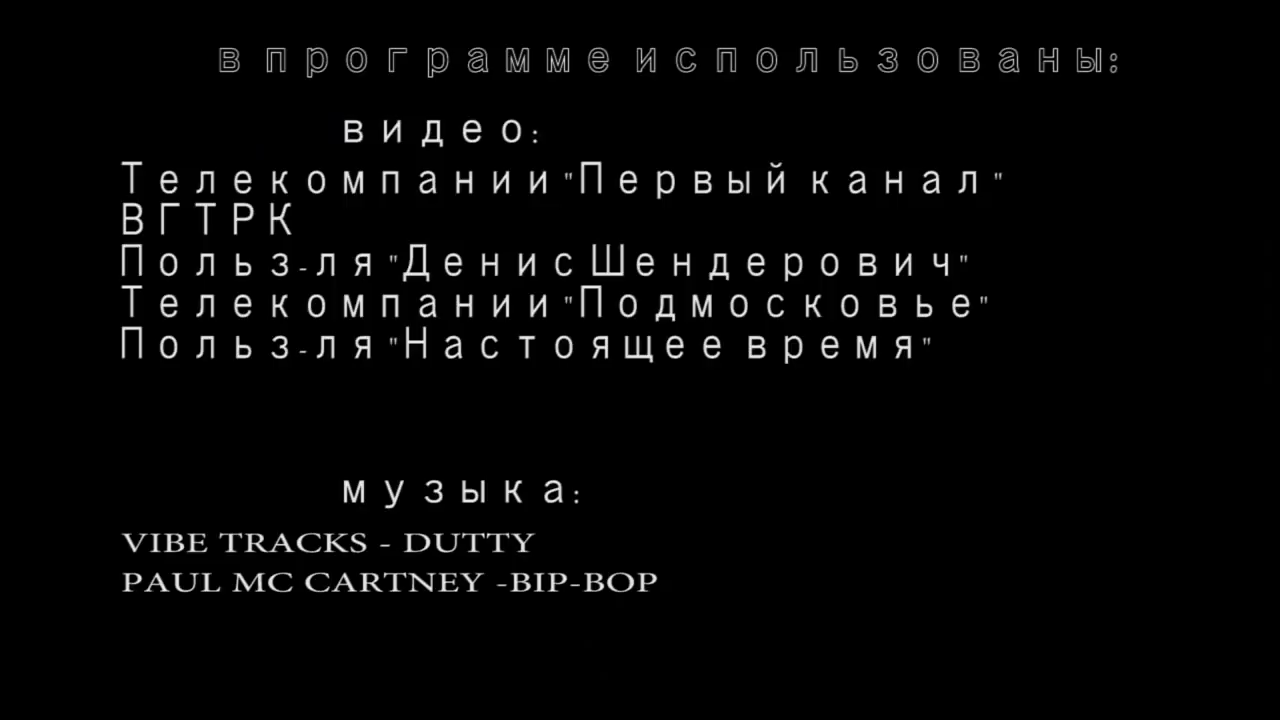 в программе использованы:
видео:
Телекомпании "Первый канал"
ВГТРК
Польз-ля "Денис Шендерович"
Телекомпании "Подмосковье"
Польз-ля "Настоящее время"
музыка:
VIBE TRACKS - DUTTY
PAUL MC CARTNEY -BIP-BOP